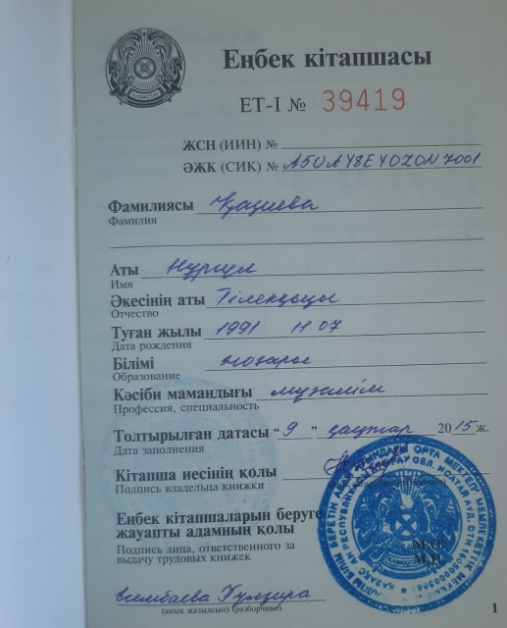 Еңбек кітапшасы
ЕТ-I № 39419
ЖСН (ИИН) №
ӘЖК (СИК) №
Фамилиясы
Фамилия
Аты Нұргүл
Имя
Әкесінің аты
Отчество
Туған жылы 1991 11.07
Дата рождения
Білімі жоғары
Образование
Кәсіби мамандығы мұғалім
Профессия, специальность
Толтырылған датасы “9” қаңтар 2015 ж.
Дата заполнения
Кітапша иесінің қолы
Подпись владельца книжки
Еңбек кітапшаларын беруге
жауапты адамның қолы
М.О.
М.П.
Подпись лица, ответственного за
выдачу трудовых книжек
Гүлзира
(анық жазылсын) (разборчиво)
1